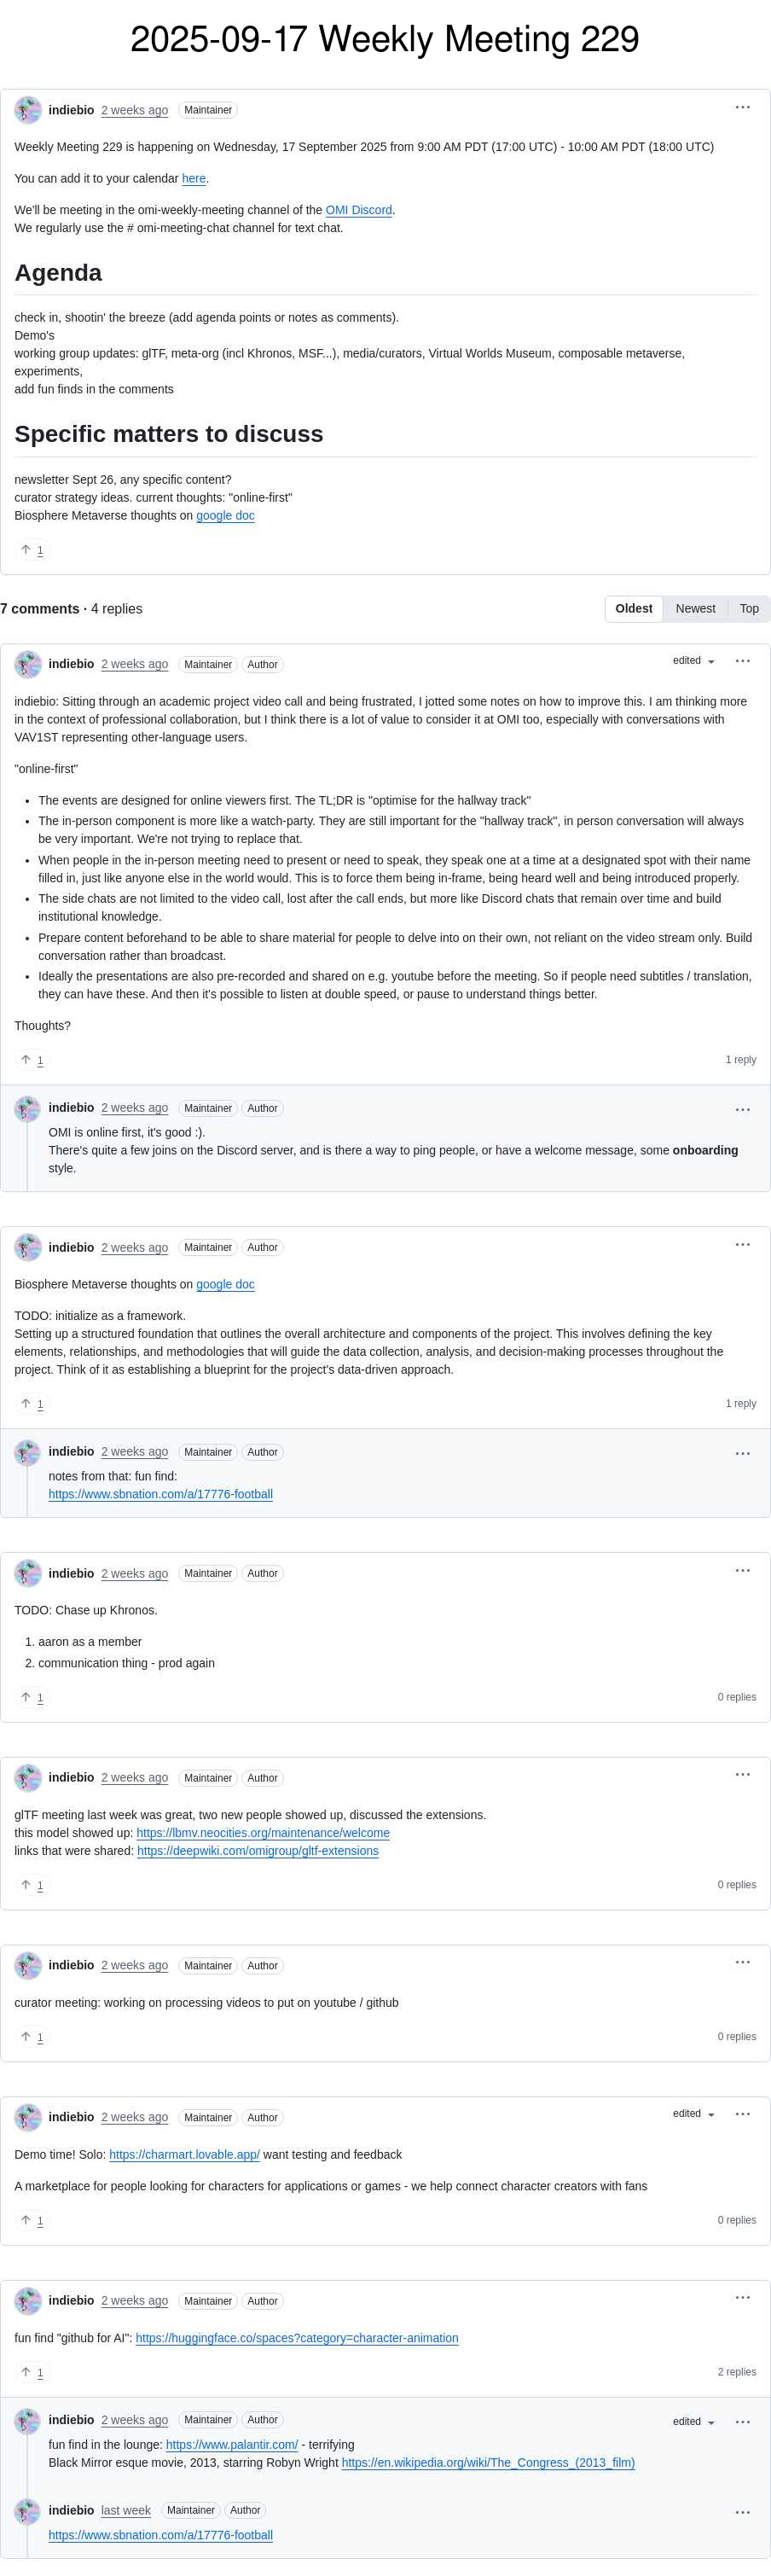 2025-09-17 Weekly Meeting 229
indiebio 2 weeks ago Maintainer
Weekly Meeting 229 is happening on Wednesday, 17 September 2025 from 9:00 AM PDT (17:00 UTC) - 10:00 AM PDT (18:00 UTC)
You can add it to your calendar here.
We'll be meeting in the omi-weekly-meeting channel of the OMI Discord.
We regularly use the # omi-meeting-chat channel for text chat.
Agenda
check in, shootin' the breeze (add agenda points or notes as comments).
Demo's
working group updates: glTF, meta-org (incl Khronos, MSF...), media/curators, Virtual Worlds Museum, composable metaverse,
experiments,
add fun finds in the comments
Specific matters to discuss
newsletter Sept 26, any specific content?
curator strategy ideas. current thoughts: "online-first"
Biosphere Metaverse thoughts on google doc
1
7 comments · 4 replies
Oldest Newest Top
indiebio 2 weeks ago Maintainer Author edited
indiebio: Sitting through an academic project video call and being frustrated, I jotted some notes on how to improve this. I am thinking more
in the context of professional collaboration, but I think there is a lot of value to consider it at OMI too, especially with conversations with
VAV1ST representing other-language users.
"online-first"
• The events are designed for online viewers first. The TL;DR is "optimise for the hallway track"
• The in-person component is more like a watch-party. They are still important for the "hallway track", in person conversation will always
be very important. We're not trying to replace that.
• When people in the in-person meeting need to present or need to speak, they speak one at a time at a designated spot with their name
filled in, just like anyone else in the world would. This is to force them being in-frame, being heard well and being introduced properly.
• The side chats are not limited to the video call, lost after the call ends, but more like Discord chats that remain over time and build
institutional knowledge.
• Prepare content beforehand to be able to share material for people to delve into on their own, not reliant on the video stream only. Build
conversation rather than broadcast.
• Ideally the presentations are also pre-recorded and shared on e.g. youtube before the meeting. So if people need subtitles / translation,
they can have these. And then it's possible to listen at double speed, or pause to understand things better.
Thoughts?
1 1 reply
indiebio 2 weeks ago Maintainer Author
OMI is online first, it's good :).
There's quite a few joins on the Discord server, and is there a way to ping people, or have a welcome message, some onboarding
style.
indiebio 2 weeks ago Maintainer Author
Biosphere Metaverse thoughts on google doc
TODO: initialize as a framework.
Setting up a structured foundation that outlines the overall architecture and components of the project. This involves defining the key
elements, relationships, and methodologies that will guide the data collection, analysis, and decision-making processes throughout the
project. Think of it as establishing a blueprint for the project's data-driven approach.
1 1 reply
indiebio 2 weeks ago Maintainer Author
notes from that: fun find:
https://www.sbnation.com/a/17776-football
indiebio 2 weeks ago Maintainer Author
TODO: Chase up Khronos.
1. aaron as a member
2. communication thing - prod again
1 0 replies
indiebio 2 weeks ago Maintainer Author
glTF meeting last week was great, two new people showed up, discussed the extensions.
this model showed up: https://lbmv.neocities.org/maintenance/welcome
links that were shared: https://deepwiki.com/omigroup/gltf-extensions
1 0 replies
indiebio 2 weeks ago Maintainer Author
curator meeting: working on processing videos to put on youtube / github
1 0 replies
indiebio 2 weeks ago Maintainer Author edited
Demo time! Solo: https://charmart.lovable.app/ want testing and feedback
A marketplace for people looking for characters for applications or games - we help connect character creators with fans
1 0 replies
indiebio 2 weeks ago Maintainer Author
fun find "github for AI": https://huggingface.co/spaces?category=character-animation
1 2 replies
indiebio 2 weeks ago Maintainer Author edited
fun find in the lounge: https://www.palantir.com/ - terrifying
Black Mirror esque movie, 2013, starring Robyn Wright https://en.wikipedia.org/wiki/The_Congress_(2013_film)
indiebio last week Maintainer Author
https://www.sbnation.com/a/17776-football